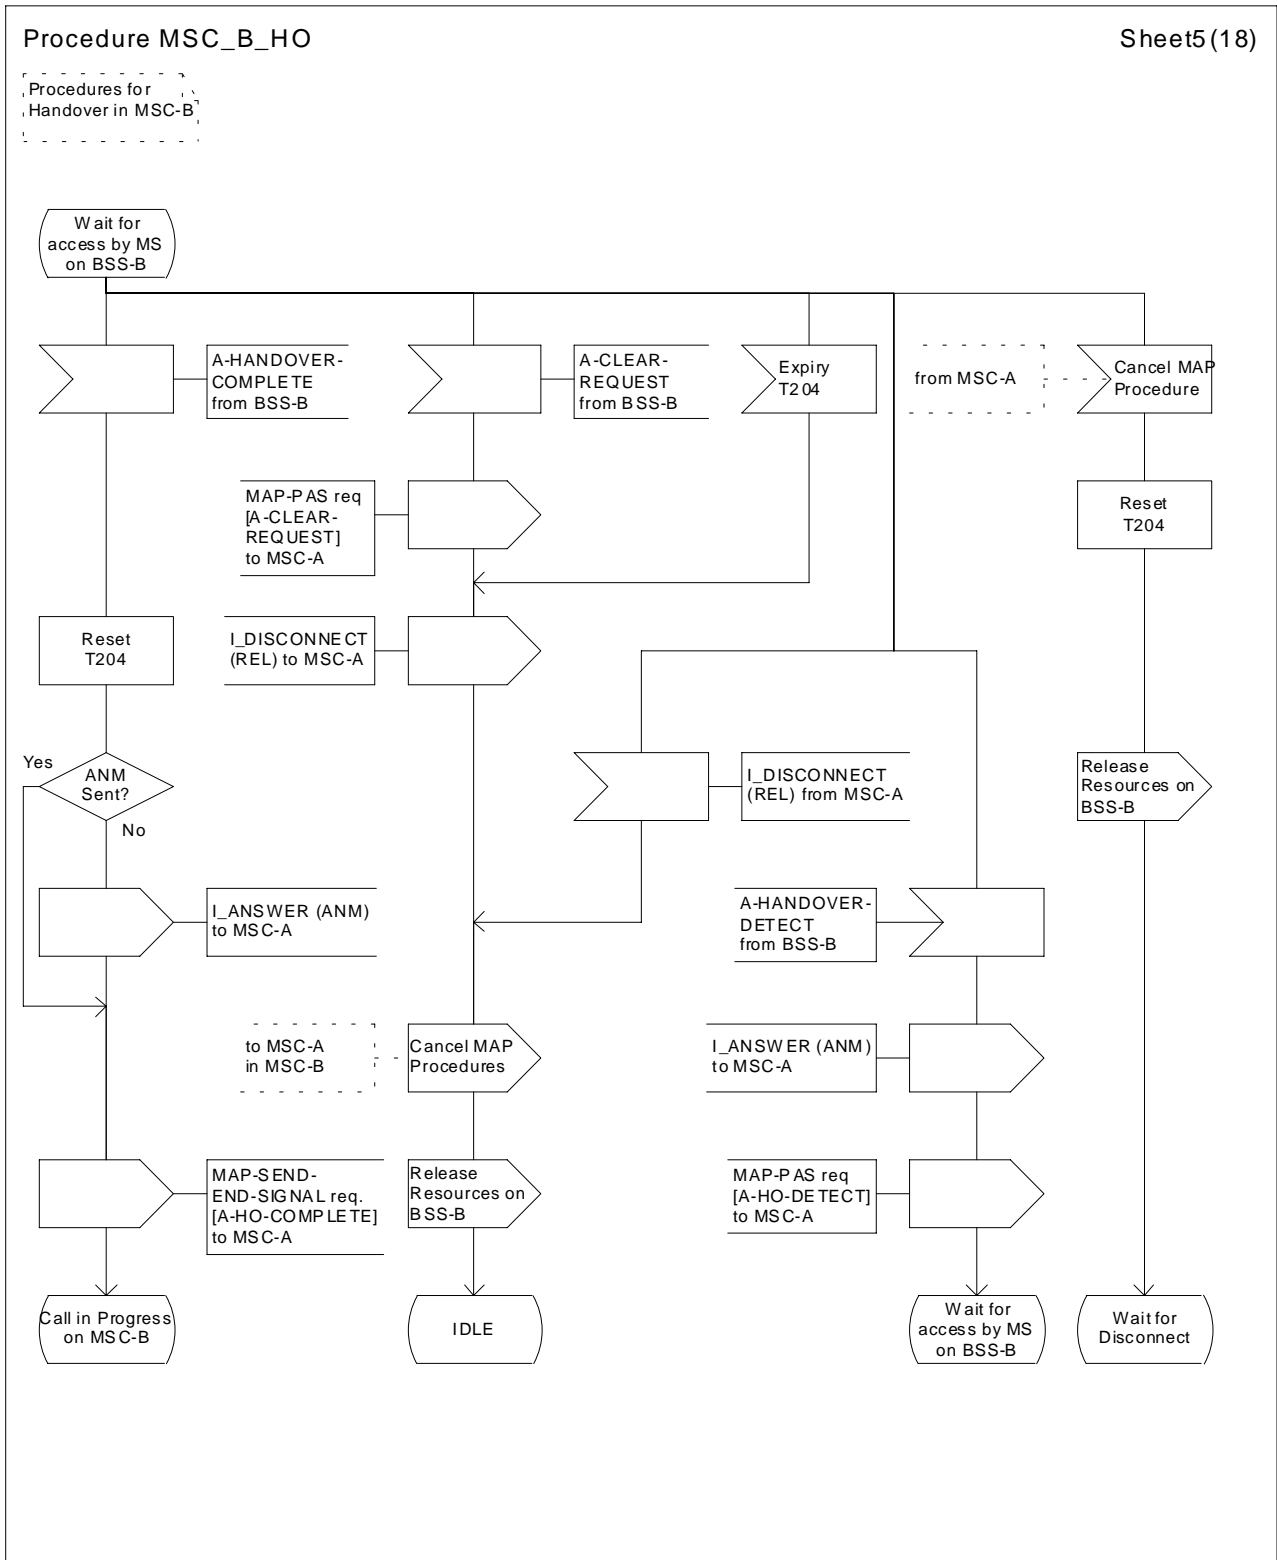 Procedure MSC_B_HO
Sheet5(18)
Procedures for
Handover in MSC-B
Wait for
access by MS
on BSS-B
A-HANDOVER-
COMPLETE
from BSS-B
A-CLEAR-
REQUEST
from BSS-B
Expiry
T204
from MSC-A
Cancel MAP
Procedure
MAP-PAS req
[A-CLEAR-
REQUEST]
to MSC-A
Reset
T204
Reset
T204
I_DISCONNECT
(REL) to MSC-A
Yes
ANM
Sent?
No
I_DISCONNECT
(REL) from MSC-A
Release
Resources on
BSS-B
I_ANSWER (ANM)
to MSC-A
A-HANDOVER-
DETECT
from BSS-B
to MSC-A
in MSC-B
Cancel MAP
Procedures
I_ANSWER (ANM)
to MSC-A
MAP-SEND-
END-SIGNAL req.
[A-HO-COMPLETE]
to MSC-A
Release
Resources on
BSS-B
MAP-PAS req
[A-HO-DETECT]
to MSC-A
Call in Progress
on MSC-B
IDLE
Wait for
access by MS
on BSS-B
Wait for
Disconnect